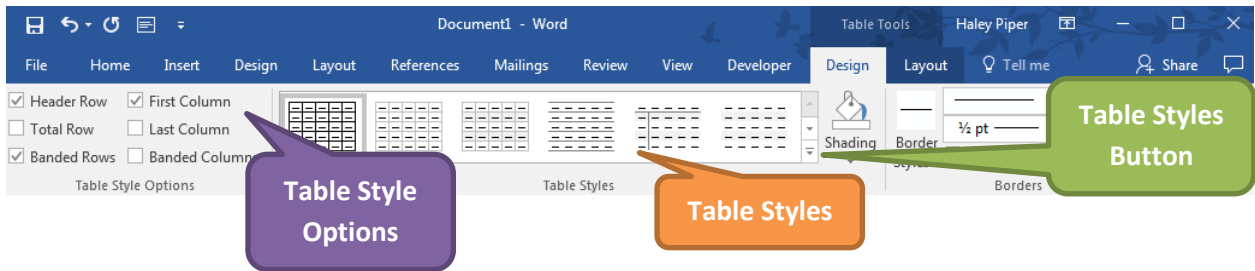 Document1 - Word Table Tools Haley Piper
File Home Insert Design Layout References Mailings Review View Developer Design Layout Tell me Share
Header Row First Column
Total Row Last Column
Banded Rows Banded Column
Table Style Options
Table Styles
Shading
Border
½ pt
Borders
Table Style
Options
Table Styles
Table Styles
Button